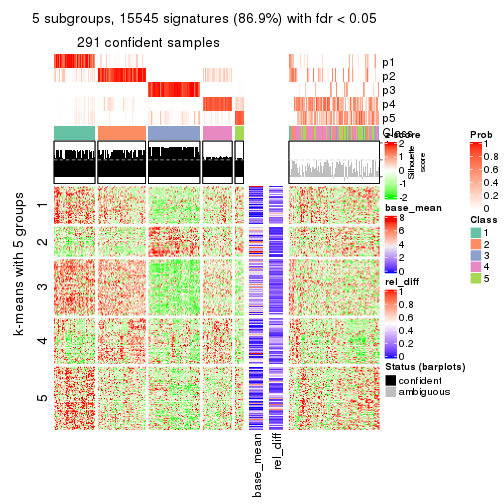 5 subgroups, 15545 signatures (86.9%) with fdr < 0.05
291 confident samples
p1
p2
p3
p4
p5
Class
Silhouette
score
k-means with 5 groups
1
2
3
4
5
base_mean
rel_diff
z-score
2
1
0
-1
-2
base_mean
8
6
4
2
0
rel_diff
1
0.8
0.6
0.4
0.2
0
Status (barplots)
confident
ambiguous
Prob
1
0.8
0.6
0.4
0.2
0
Class
1
2
3
4
5